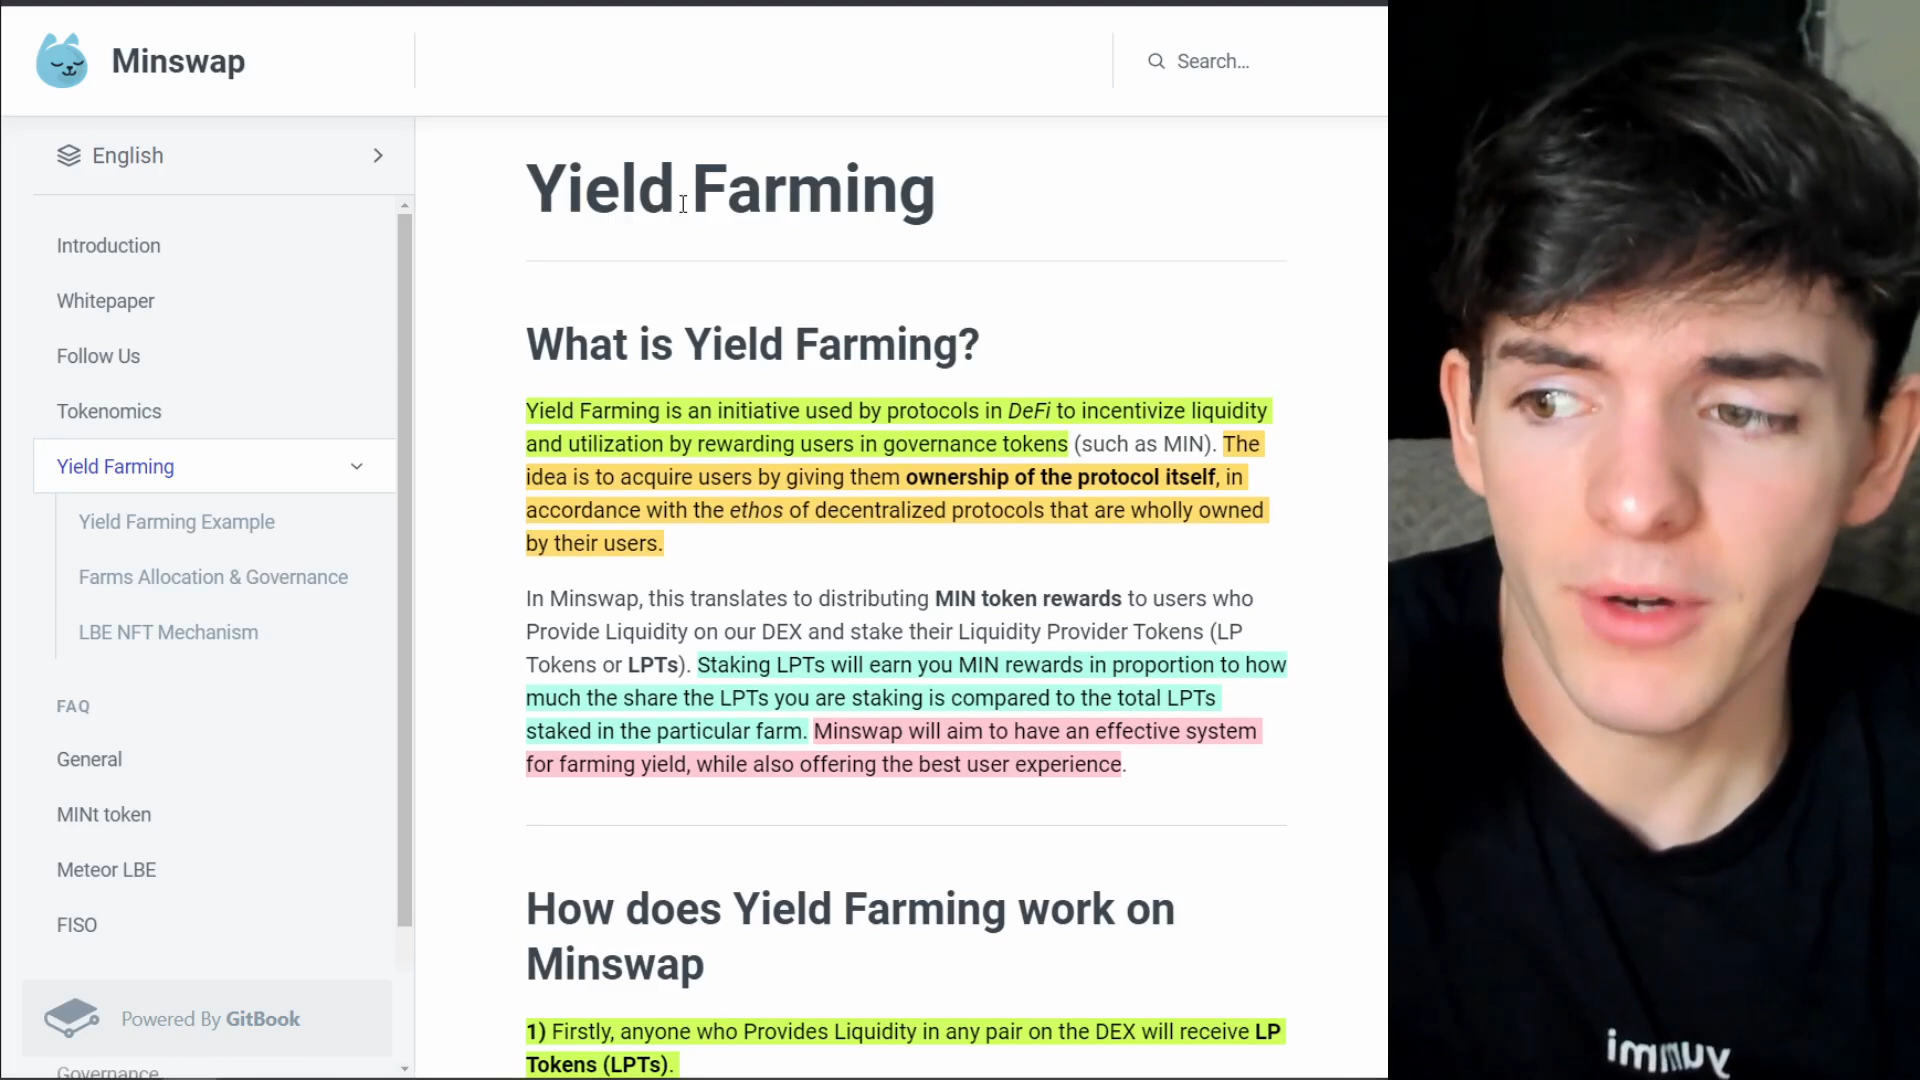 Minswap
Search...
English
Introduction
Whitepaper
Follow Us
Tokenomics
Yield Farming
Yield Farming Example
Farms Allocation & Governance
LBE NFT Mechanism
FAQ
General
MINt token
Meteor LBE
FISO
Powered By GitBook
Governance
Yield Farming
What is Yield Farming?
Yield Farming is an initiative used by protocols in DeFi to incentivize liquidity
and utilization by rewarding users in governance tokens (such as MIN). The
idea is to acquire users by giving them ownership of the protocol itself, in
accordance with the ethos of decentralized protocols that are wholly owned
by their users.
In Minswap, this translates to distributing MIN token rewards to users who
Provide Liquidity on our DEX and stake their Liquidity Provider Tokens (LP
Tokens or LPTs). Staking LPTs will earn you MIN rewards in proportion to how
much the share the LPTs you are staking is compared to the total LPTs
staked in the particular farm. Minswap will aim to have an effective system
for farming yield, while also offering the best user experience.
How does Yield Farming work on
Minswap
1) Firstly, anyone who Provides Liquidity in any pair on the DEX will receive LP
Tokens (LPTs).
yummi